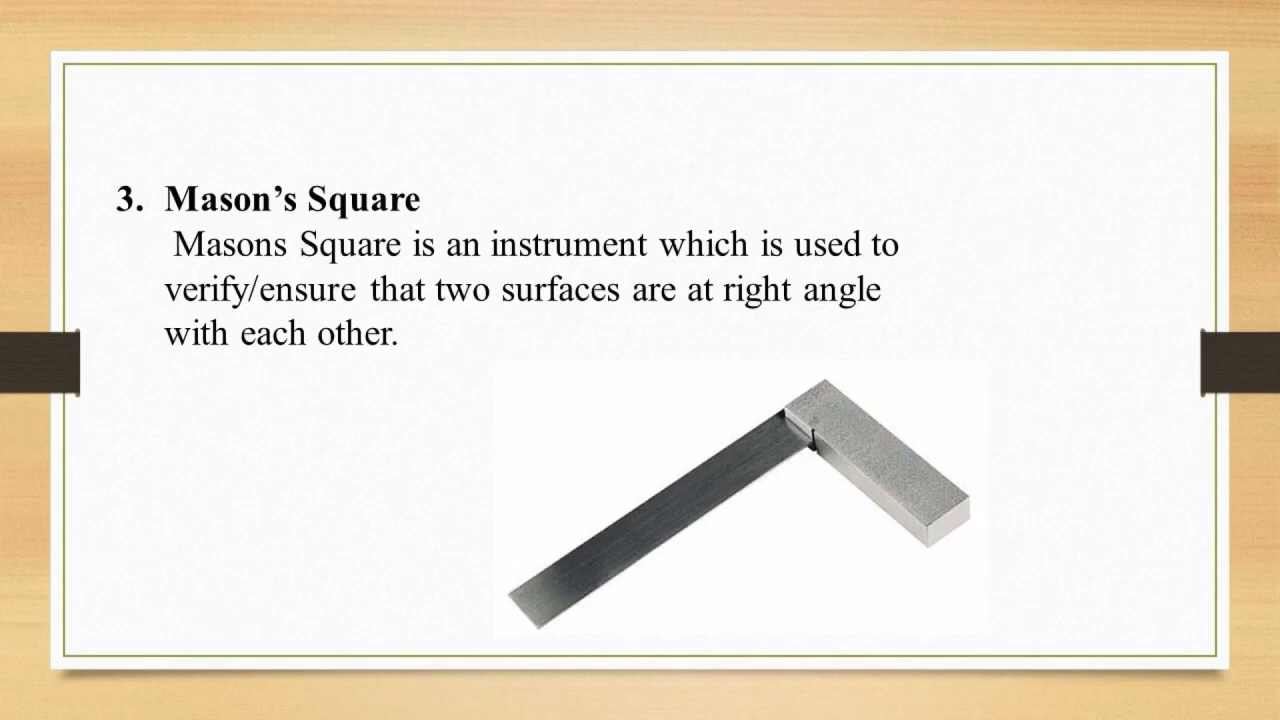 3. Mason’s Square
Masons Square is an instrument which is used to
verify/ensure that two surfaces are at right angle
with each other.